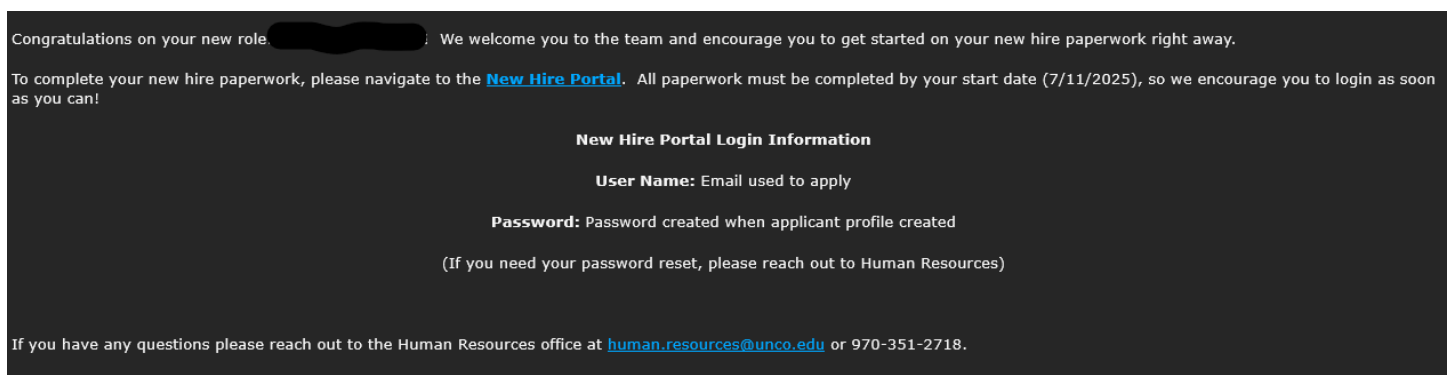 Congratulations on your new role. We welcome you to the team and encourage you to get started on your new hire paperwork right away.
To complete your new hire paperwork, please navigate to the New Hire Portal. All paperwork must be completed by your start date (7/11/2025), so we encourage you to login as soon
as you can!
New Hire Portal Login Information
User Name: Email used to apply
Password: Password created when applicant profile created
(If you need your password reset, please reach out to Human Resources)
If you have any questions please reach out to the Human Resources office at human.resources@unco.edu or 970-351-2718.